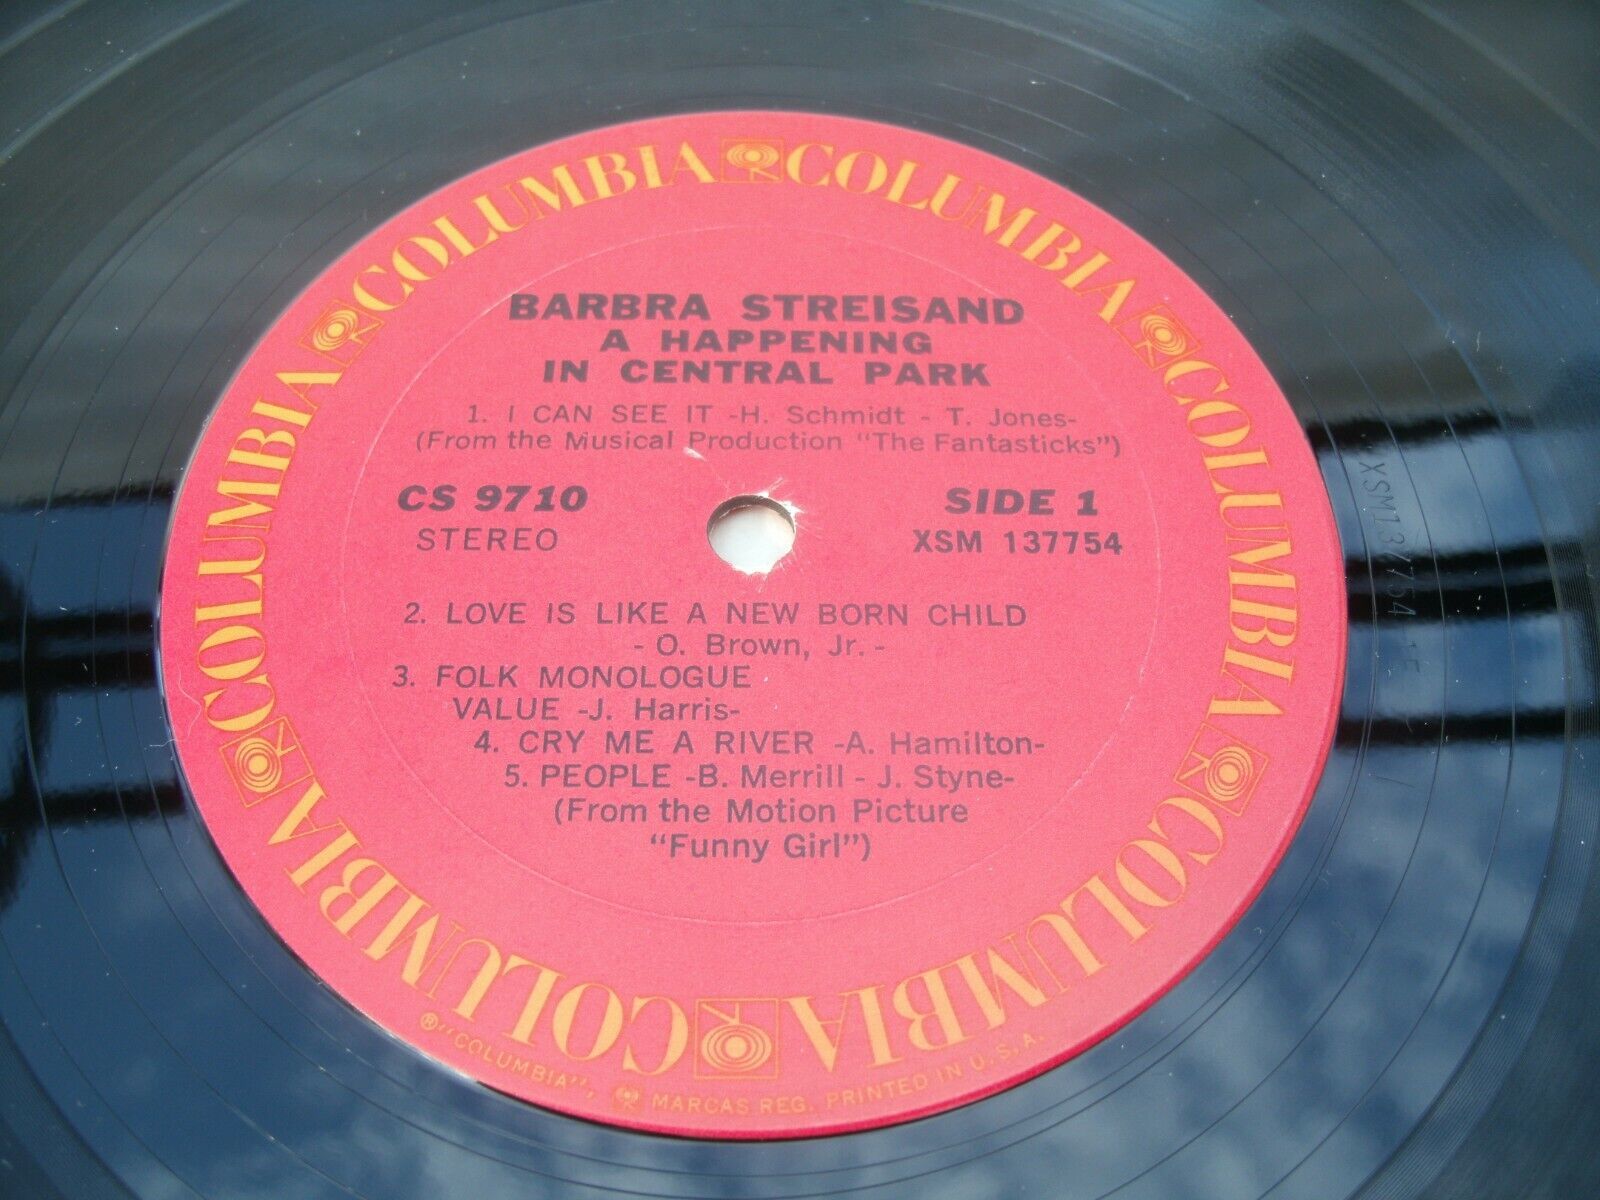 COLUMBIA COLUMBIA COLUMBIA COLUMBIA COLUMBIA COLUMBIA
BARBRA STREISAND
A HAPPENING
IN CENTRAL PARK
1. I CAN SEE IT -H. Schmidt - T. Jones-
(From the Musical Production "The Fantasticks")
CS 9710
STEREO
SIDE 1
XSM 137754
2. LOVE IS LIKE A NEW BORN CHILD
- O. Brown, Jr. -
3. FOLK MONOLOGUE
VALUE -J. Harris-
4. CRY ME A RIVER -A. Hamilton-
5. PEOPLE -B. Merrill - J. Styne-
(From the Motion Picture
"Funny Girl")
® "COLUMBIA", MARCAS REG. PRINTED IN U.S.A.
XSM137754-1E